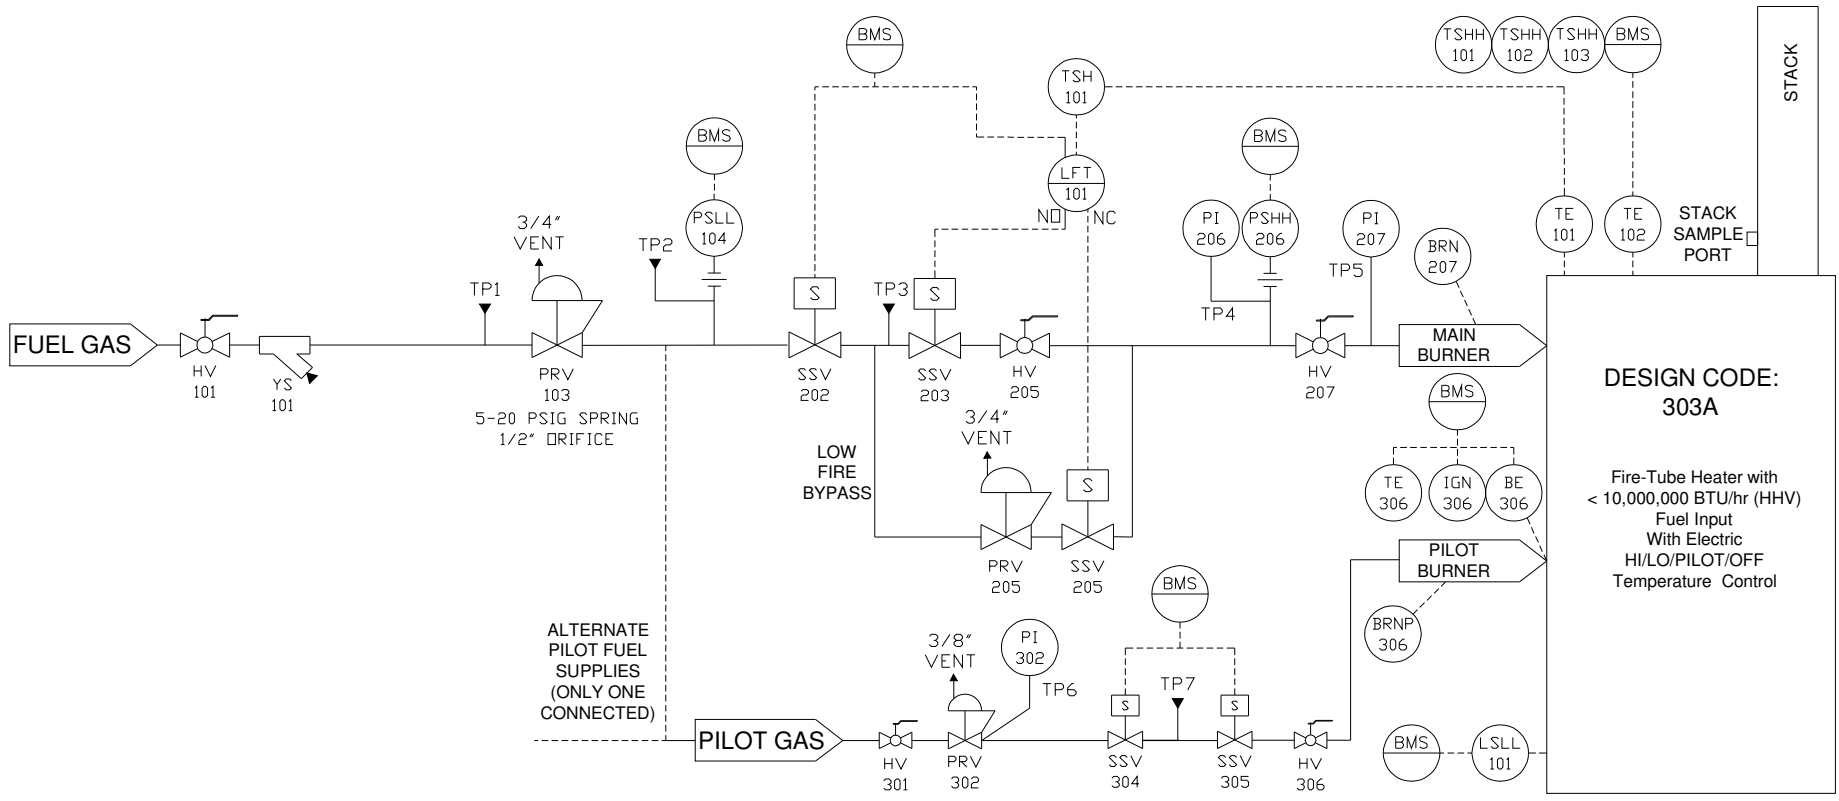 BMS
TSH
101
TSHH
101
TSHH
102
TSHH
103
BMS
STACK
BMS
PSLL
104
BMS
LFT
101
NO
NC
3/4"
VENT
TP1
TP2
S
TP3
S
PI
206
PSHH
206
TP4
PI
207
TP5
BRN
207
TE
101
TE
102
STACK
SAMPLE
PORT
FUEL GAS
HV
101
YS
101
PRV
103
5-20 PSIG SPRING
1/2" ORIFICE
SSV
202
SSV
203
HV
205
HV
207
MAIN
BURNER
DESIGN CODE:
303A
Fire-Tube Heater with
< 10,000,000 BTU/hr (HHV)
Fuel Input
With Electric
HI/LO/PILOT/OFF
Temperature Control
LOW
FIRE
BYPASS
3/4"
VENT
S
PRV
205
SSV
205
BMS
TE
306
IGN
306
BE
306
PILOT
BURNER
BRNP
306
ALTERNATE
PILOT FUEL
SUPPLIES
(ONLY ONE
CONNECTED)
PILOT GAS
HV
301
3/8"
VENT
PRV
302
PI
302
TP6
BMS
S
TP7
S
SSV
304
SSV
305
HV
306
BMS
LSLL
101